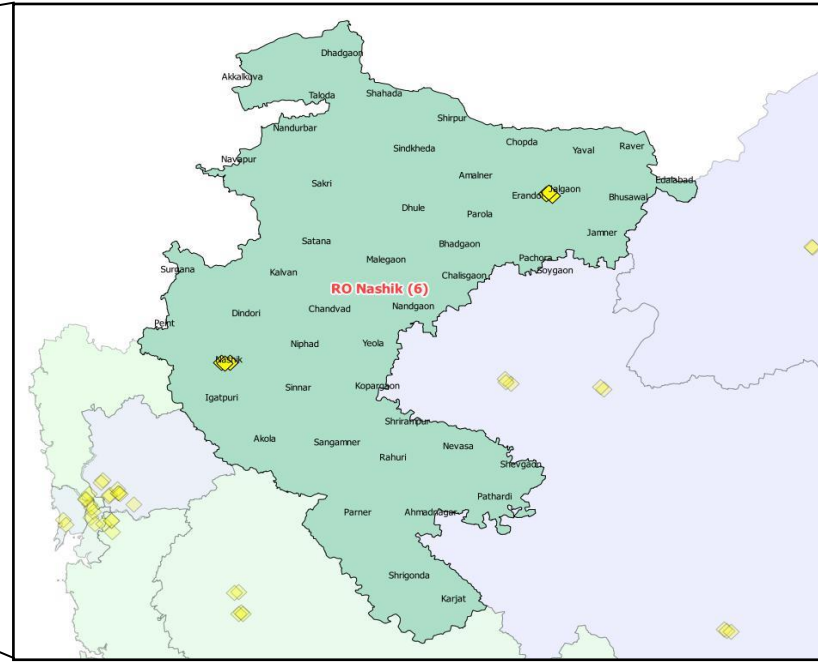 Dhadgaon
Akkalkuva
Taloda
Shahada
Shirpur
Nandurbar
Chopda
Raver
Sindkheda
Yaval
Navapur
Edalabad
Amalner
Sakri
Jalgaon
Erandol
Bhusawal
Dhule
Parola
Jamner
Satana
Bhadgaon
Malegaon
Pachora
Surgana
Kalvan
Chalisgaon
Soygaon
RO Nashik (6)
Nandgaon
Chandvad
Dindori
Peint
Niphad
Yeola
Nashik
Sinnar
Kopargaon
Igatpuri
Shrirampur
Akola
Sangamner
Nevasa
Rahuri
Shevgaon
Pathardi
Parner
Ahmadnagar
Shrigonda
Karjat